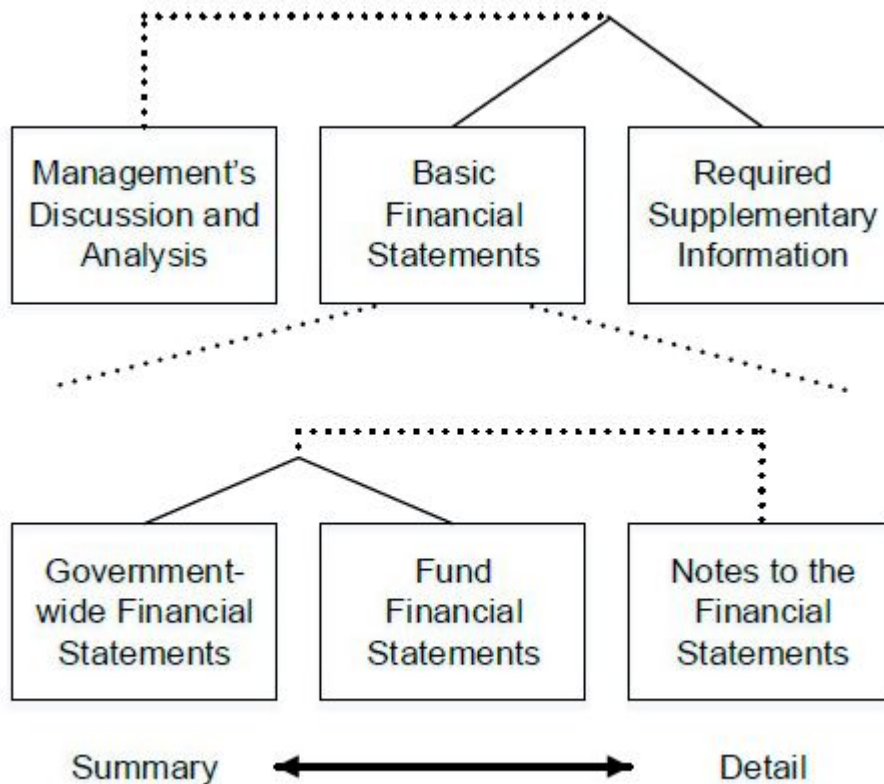 Management's
Discussion and
Analysis
Basic
Financial
Statements
Required
Supplementary
Information
Government-
wide Financial
Statements
Fund
Financial
Statements
Notes to the
Financial
Statements
Summary
Detail